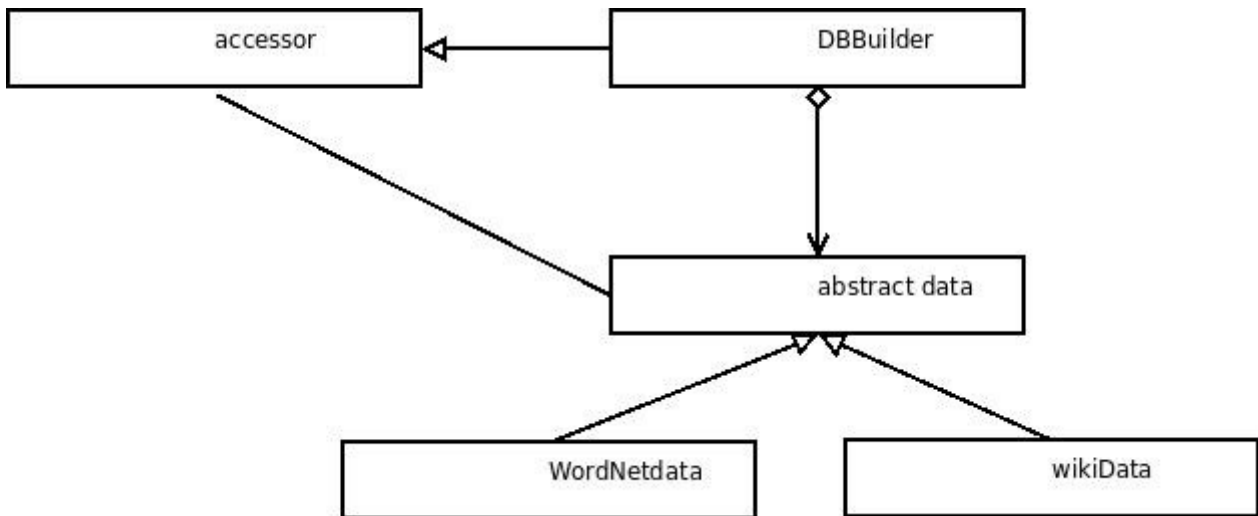 accessor
DBBuilder
abstract data
WordNetdata
wikiData